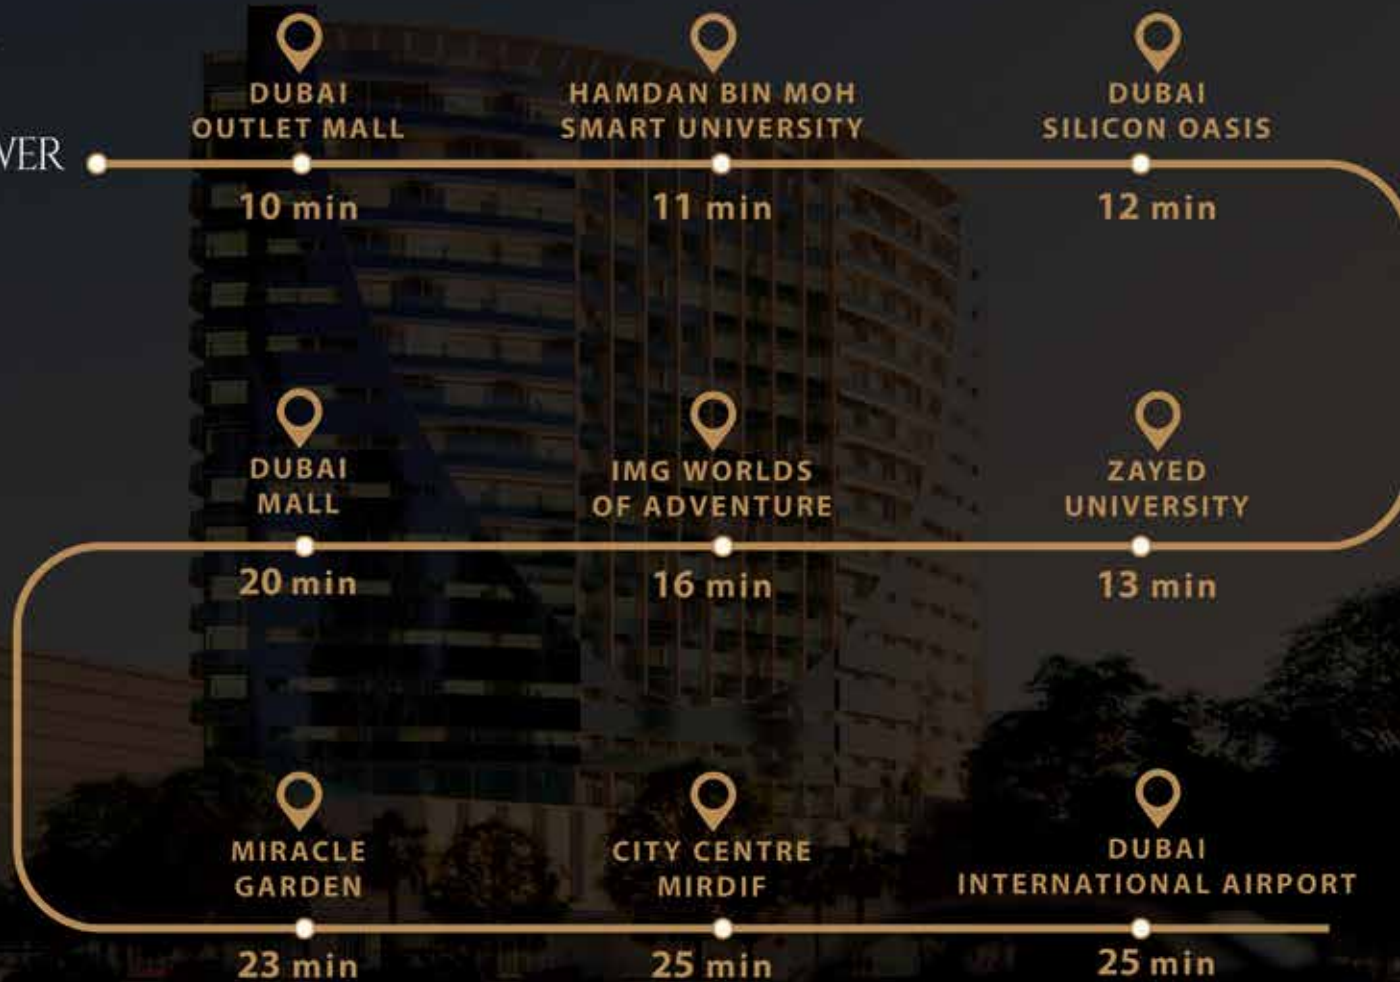 DUBAI
OUTLET MALL
HAMDAN BIN MOH
SMART UNIVERSITY
DUBAI
SILICON OASIS
10 min
11 min
12 min
DUBAI
MALL
IMG WORLDS
OF ADVENTURE
ZAYED
UNIVERSITY
20 min
16 min
13 min
MIRACLE
GARDEN
CITY CENTRE
MIRDIF
DUBAI
INTERNATIONAL AIRPORT
23 min
25 min
25 min